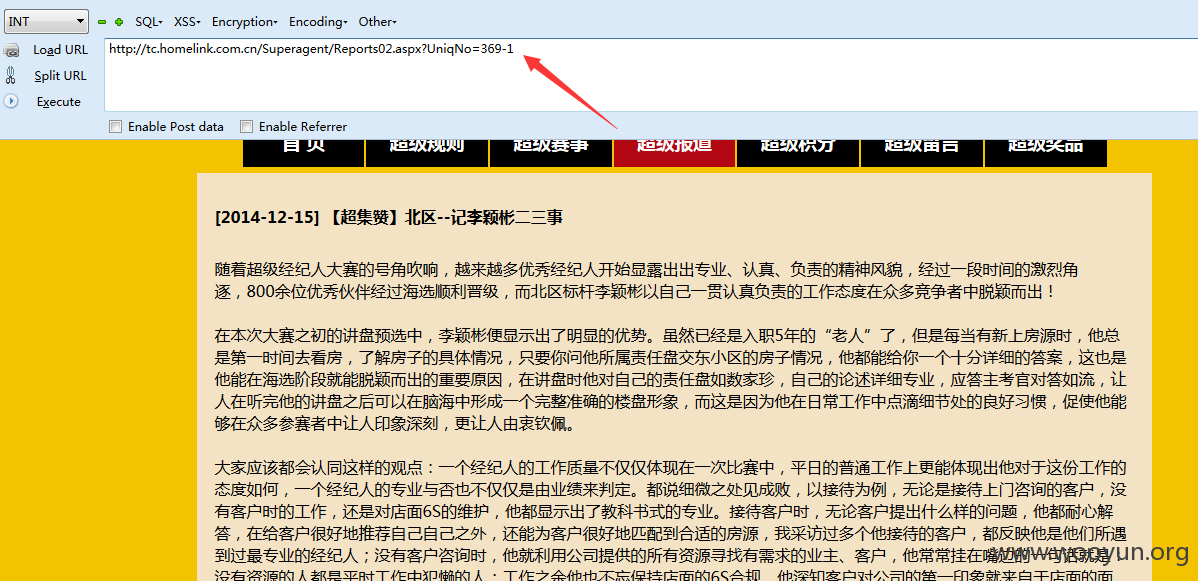 INT SQL· XSS· Encryption· Encoding· Other·
Load URL http://tc.homelink.com.cn/Superagent/Reports02.aspx?UniqNo=369-1
Split URL
Execute
Enable Post data Enable Referrer
首 页 超级规则 超级赛事 超级报道 超级积分 超级留言 超级奖品
[2014-12-15] 【超集赞】北区--记李颖彬二三事
随着超级经纪人大赛的号角吹响，越来越多优秀经纪人开始显露出出专业、认真、负责的精神风貌，经过一段时间的激烈角
逐，800余位优秀伙伴经过海选顺利晋级，而北区标杆李颖彬以自己一贯认真负责的工作态度在众多竞争者中脱颖而出！
在本次大赛之初的讲盘预选中，李颖彬便显示出了明显的优势。虽然已经是入职5年的“老人”了，但是每当有新上房源时，他总
是第一时间去看房，了解房子的具体情况，只要你问他所属责任盘交东小区的房子情况，他都能给你一个十分详细的答案，这也是
他能在海选阶段就能脱颖而出的重要原因，在讲盘时他对自己的责任盘如数家珍，自己的论述详细专业，应答主考官对答如流，让
人在听完他的讲盘之后可以在脑海中形成一个完整准确的楼盘形象，而这是因为他在日常工作中点滴细节处的良好习惯，促使他能
够在众多参赛者中让人印象深刻，更让人由衷钦佩。
大家应该都会认同这样的观点：一个经纪人的工作质量不仅仅体现在一次比赛中，平日的普通工作上更能体现出他对于这份工作的
态度如何，一个经纪人的专业与否也不仅仅是由业绩来判定。都说细微之处见成败，以接待为例，无论是接待上门咨询的客户，没
有客户时的工作，还是对店面6S的维护，他都显示出了教科书式的专业。接待客户时，无论客户提出什么样的问题，他都耐心解
答，在给客户很好地推荐自己自己之外，还能为客户很好地匹配到合适的房源，我采访过多个他接待的客户，都反映他是他们所遇
到过最专业的经纪人；没有客户咨询时，他就利用公司提供的所有资源寻找有需求的业主、客户，他常常挂在嘴边的一句话就是
没有资源的人都是平时工作中犯懒的人；工作之余他也不忘保持店面的6S合规，他深知客户对公司的第一印象就来自于店面的面
www.wooyun.org